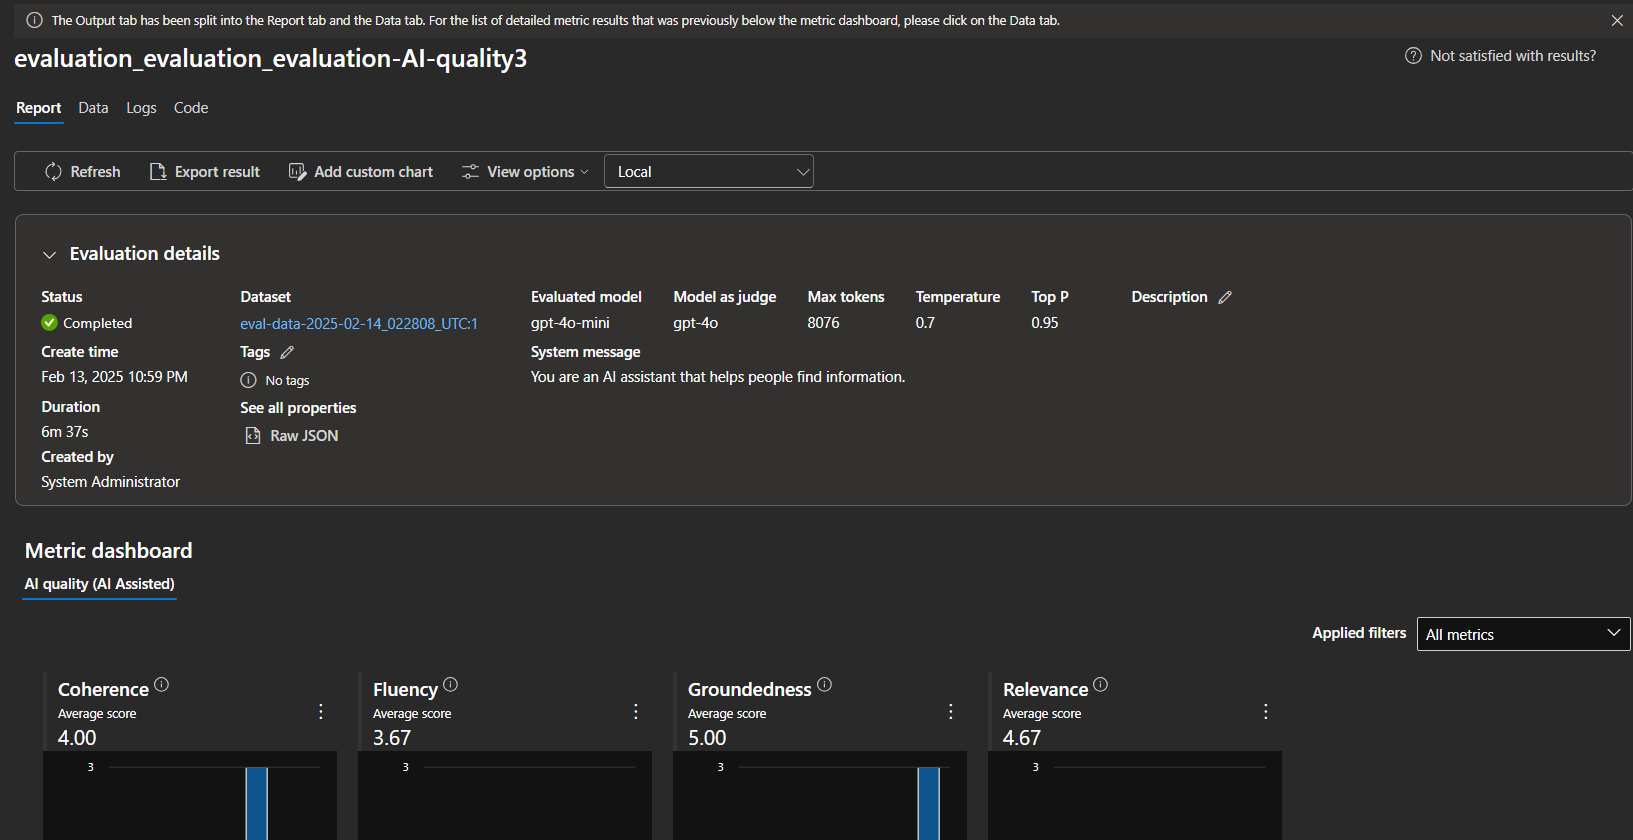 The Output tab has been split into the Report tab and the Data tab. For the list of detailed metric results that was previously below the metric dashboard, please click on the Data tab.
evaluation_evaluation_evaluation-AI-quality3
Not satisfied with results?
Report Data Logs Code
Refresh Export result Add custom chart View options Local
Evaluation details
Status Dataset Evaluated model Model as judge Max tokens Temperature Top P Description
Completed eval-data-2025-02-14_022808_UTC:1 gpt-4o-mini gpt-4o 8076 0.7 0.95
Create time Tags System message
Feb 13, 2025 10:59 PM No tags You are an AI assistant that helps people find information.
Duration See all properties
6m 37s Raw JSON
Created by
System Administrator
Metric dashboard
AI quality (AI Assisted)
Applied filters All metrics
Coherence Fluency Groundedness Relevance
Average score Average score Average score Average score
4.00 3.67 5.00 4.67
3 3 3 3